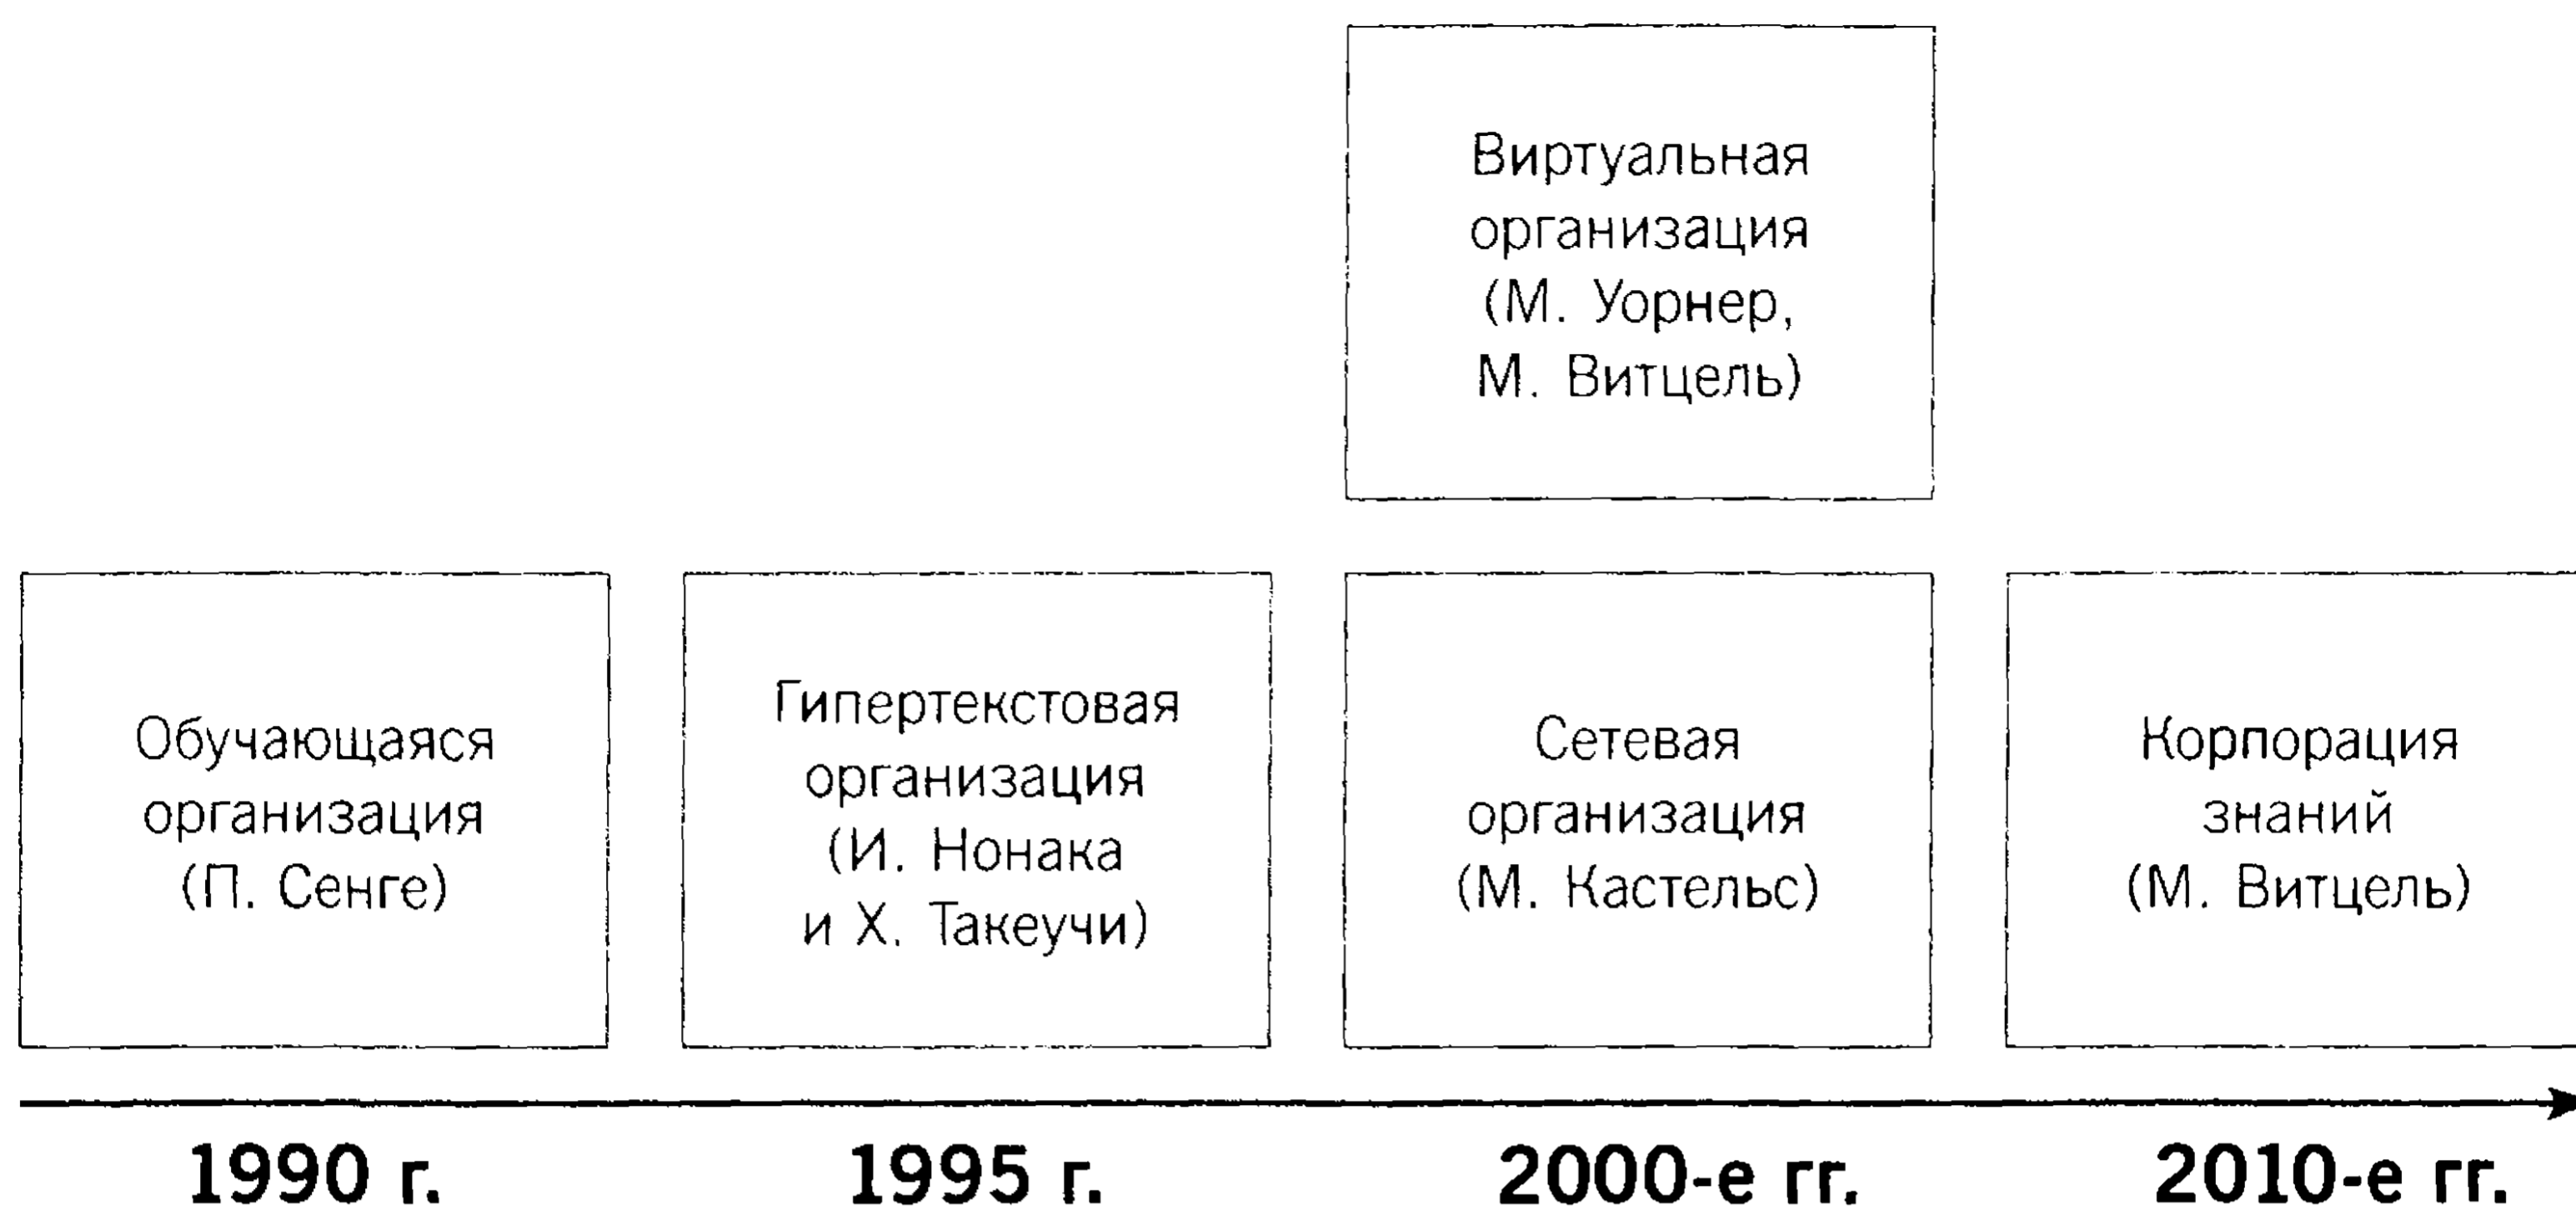 Виртуальная
организация
(М. Уорнер,
М. Витцель)
Обучающаяся
организация
(П. Сенге)
Гипертекстовая
организация
(И. Нонака
и Х. Такеучи)
Сетевая
организация
(М. Кастельс)
Корпорация
знаний
(М. Витцель)
1990 г.
1995 г.
2000-е гг.
2010-е гг.